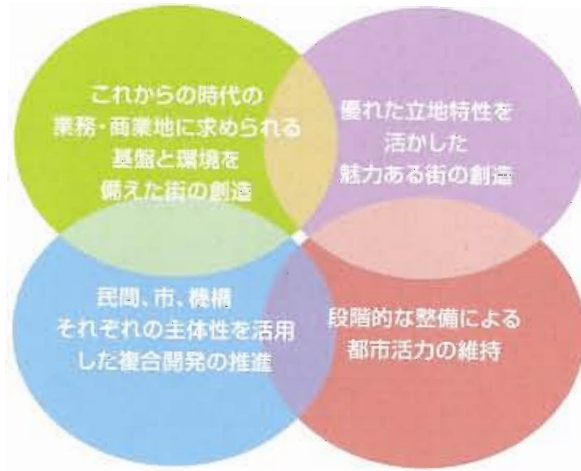 これからの時代の
業務・商業地に求められる
基盤と環境を
備えた街の創造
優れた立地特性を
活かした
魅力ある街の創造
民間、市、機構
それぞれの主体性を活用
した複合開発の推進
段階的な整備による
都市活力の維持